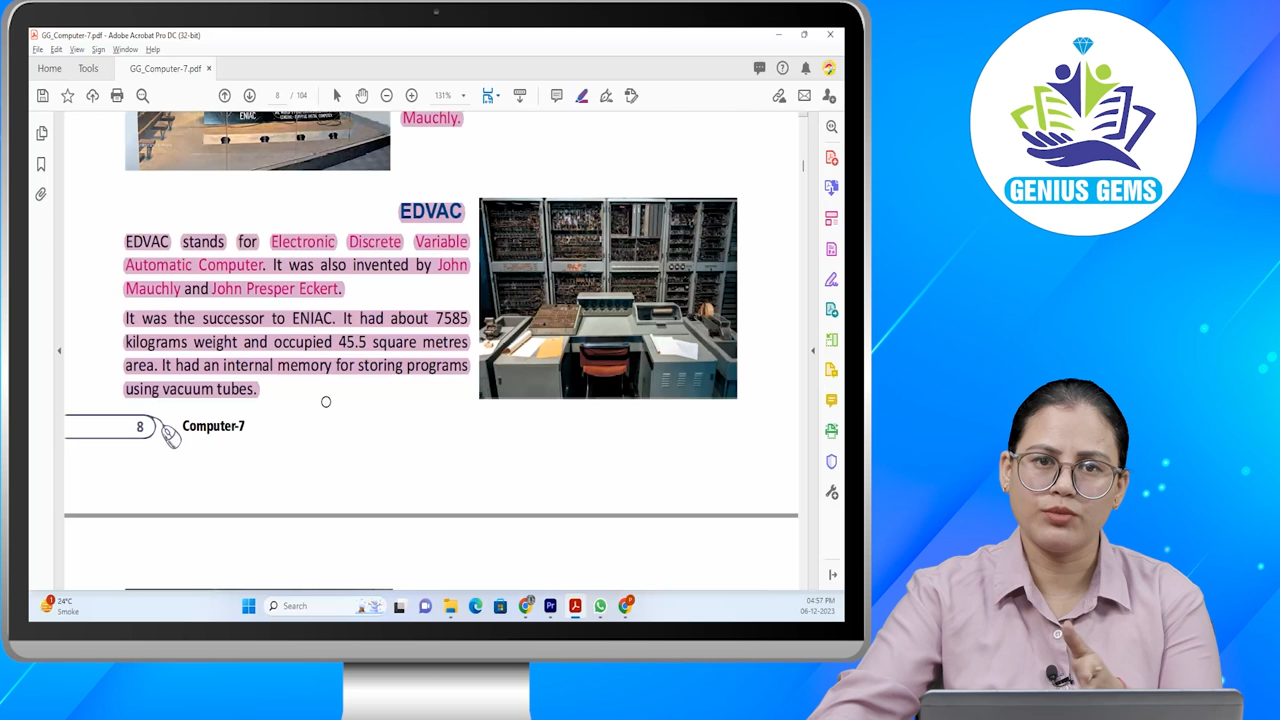 GG_Computer-7.pdf - Adobe Acrobat Pro DC (32-bit)
File Edit View Sign Window Help
Home Tools GG_Computer-7.pdf ×
8 / 104 131%
ENIAC
Mauchly.
EDVAC
EDVAC stands for Electronic Discrete Variable
Automatic Computer. It was also invented by John
Mauchly and John Presper Eckert.
It was the successor to ENIAC. It had about 7585
kilograms weight and occupied 45.5 square metres
area. It had an internal memory for storing programs
using vacuum tubes.
8 Computer-7
1 24°C
Smoke
Search
04:57 PM
06-12-2023
GENIUS GEMS